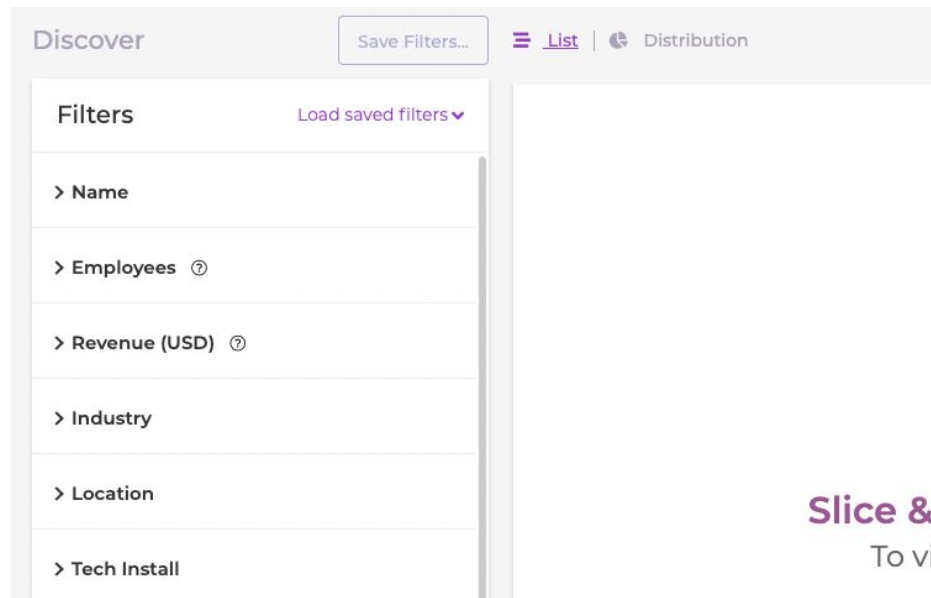 Discover
Save Filters...
List | Distribution
Filters
Load saved filters
Name
Employees
Revenue (USD)
Industry
Location
Tech Install
Slice &
To